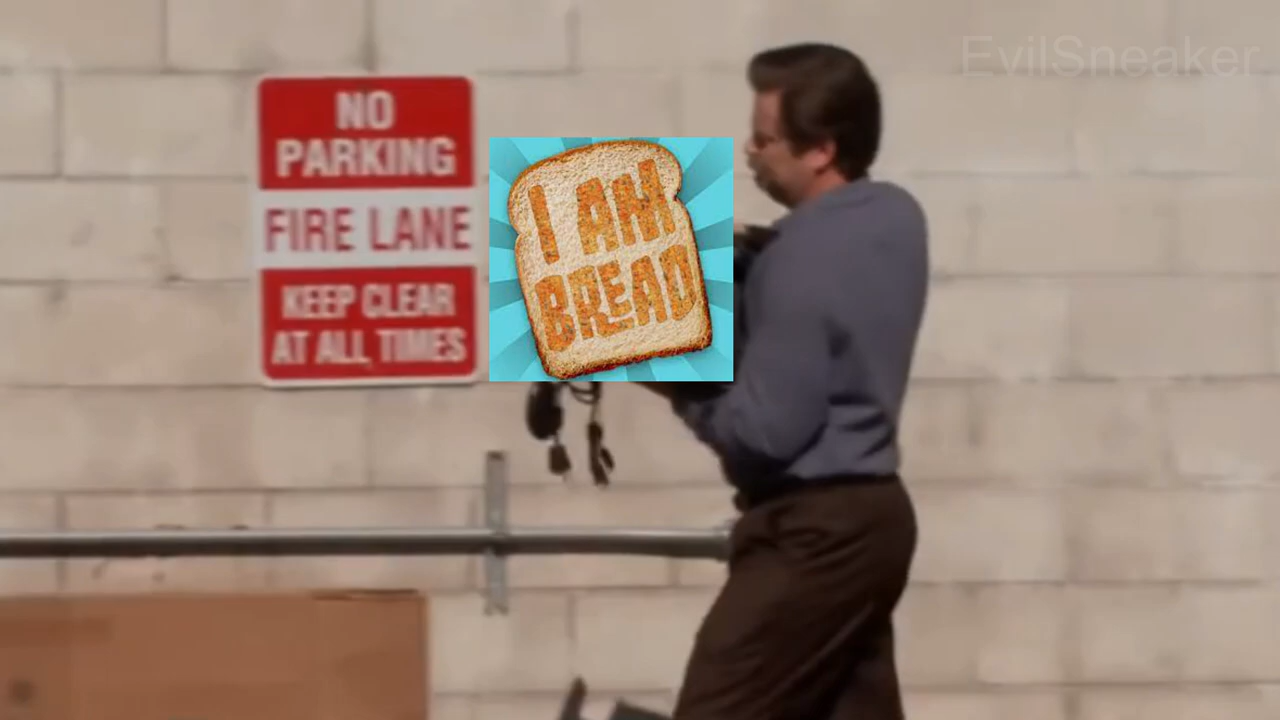 EvilSneaker
NO
PARKING
FIRE LANE
KEEP CLEAR
AT ALL TIMES
I AM
BREAD